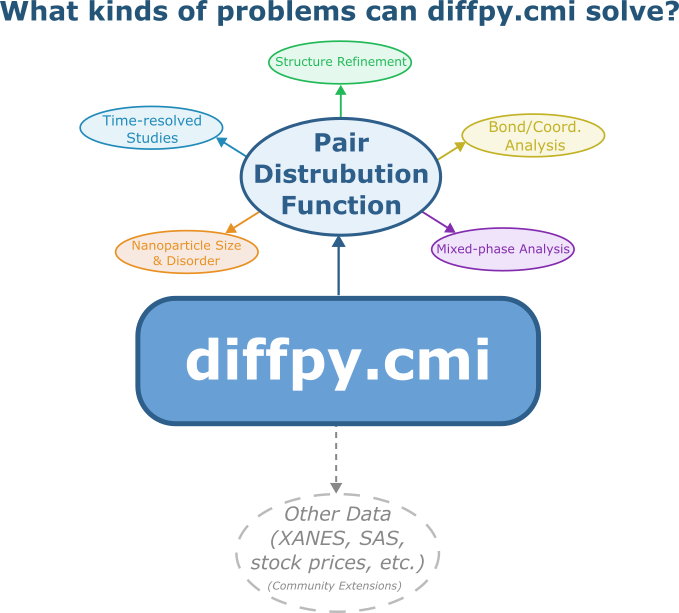 What kinds of problems can diffpy.cmi solve?
Structure Refinement
Time-resolved
Studies
Bond/Coord.
Analysis
Pair
Distrubution
Function
Nanoparticle Size
& Disorder
Mixed-phase Analysis
diffpy.cmi
Other Data
(XANES, SAS,
stock prices, etc.)
(Community Extensions)